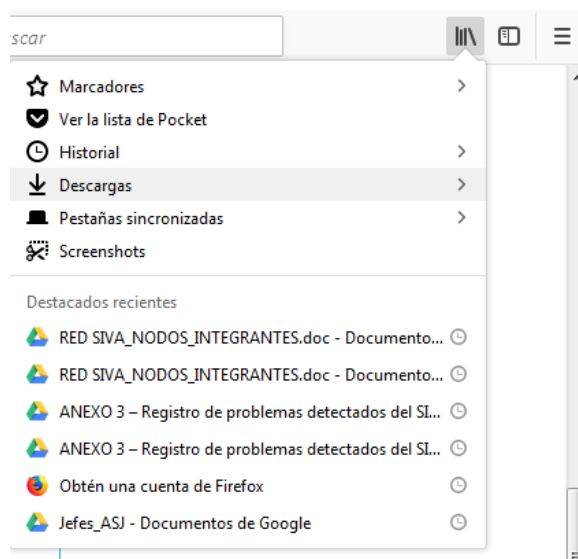 scar
Marcadores
Ver la lista de Pocket
Historial
Descargas
Pestañas sincronizadas
Screenshots
Destacados recientes
RED SIVA_NODOS_INTEGRANTES.doc - Documento...
RED SIVA_NODOS_INTEGRANTES.doc - Documento...
ANEXO 3 – Registro de problemas detectados del SI...
ANEXO 3 – Registro de problemas detectados del SI...
Obtén una cuenta de Firefox
Jefes_ASJ - Documentos de Google